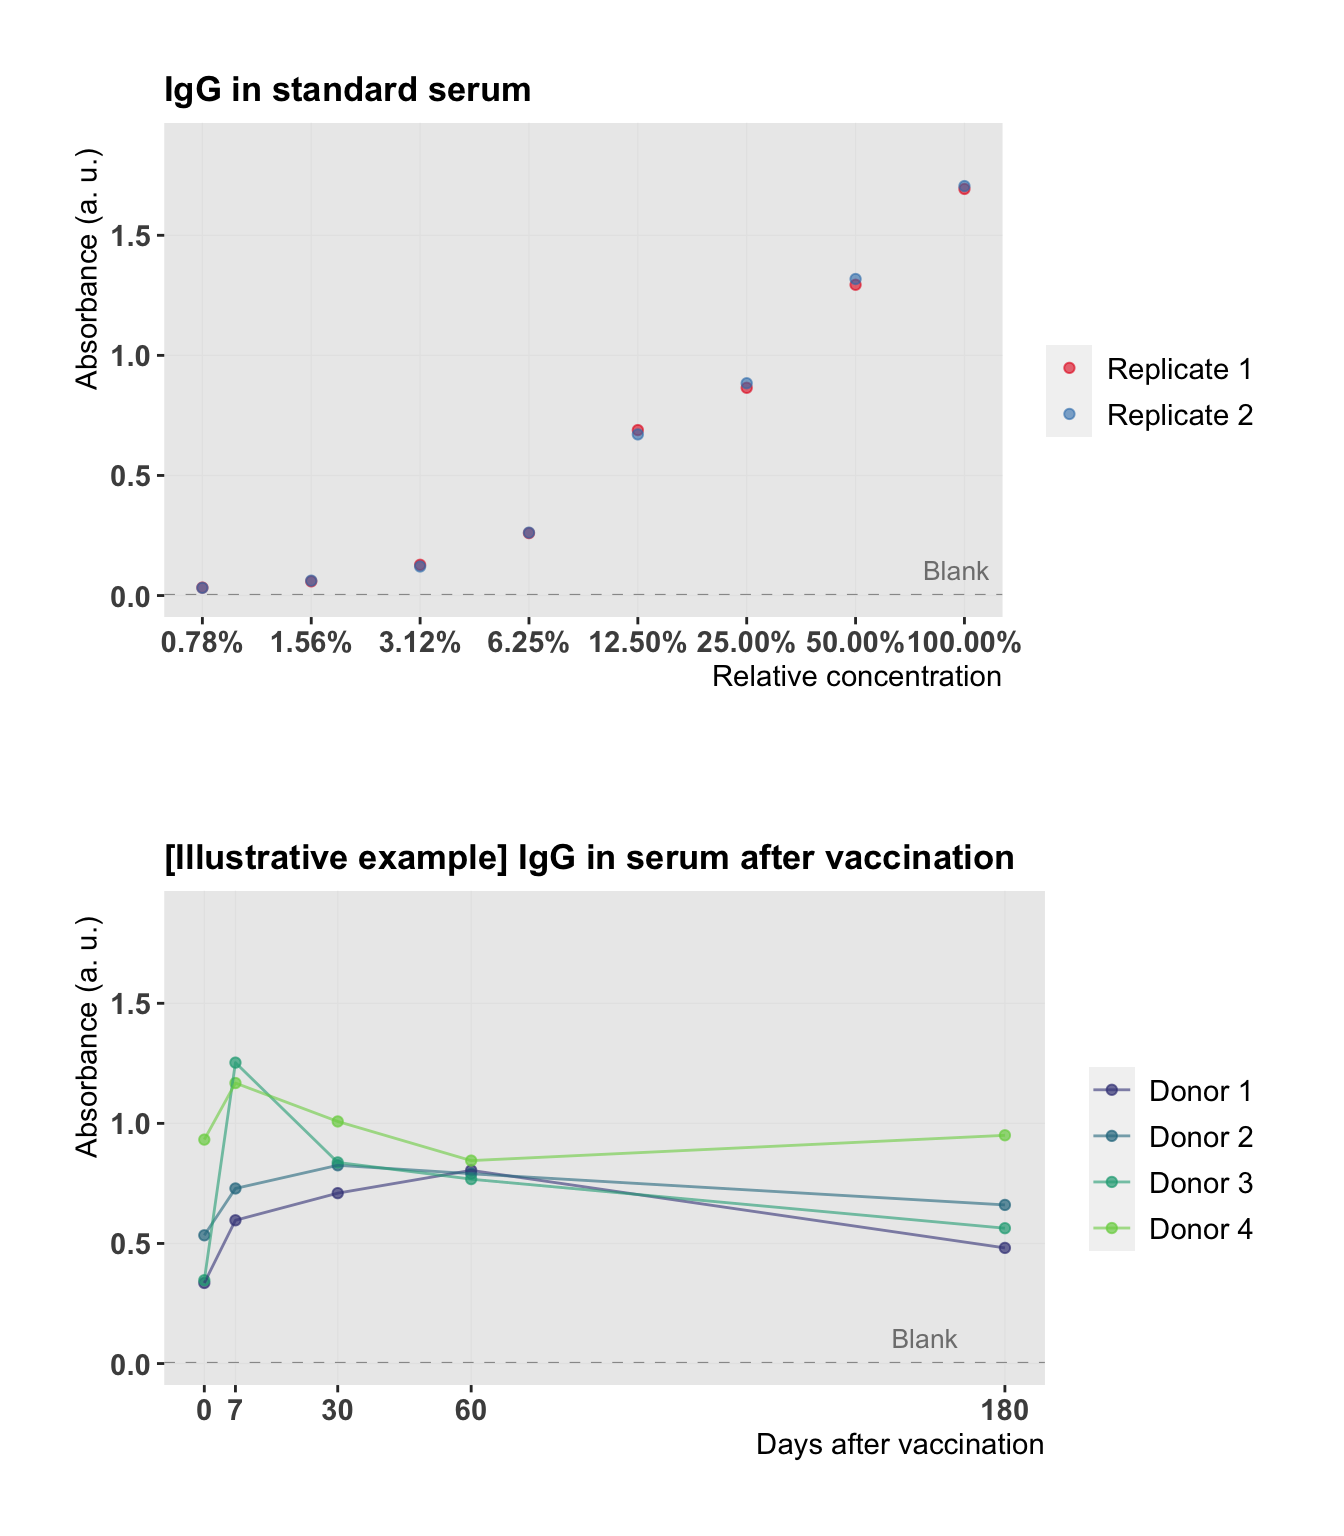 IgG in standard serum
Absorbance (a. u.)
1.5
1.0
0.5
0.0
Blank
0.78% 1.56% 3.12% 6.25% 12.50% 25.00% 50.00% 100.00%
Relative concentration
Replicate 1
Replicate 2
[Illustrative example] IgG in serum after vaccination
Absorbance (a. u.)
1.5
1.0
0.5
0.0
Blank
0 7 30 60 180
Days after vaccination
Donor 1
Donor 2
Donor 3
Donor 4